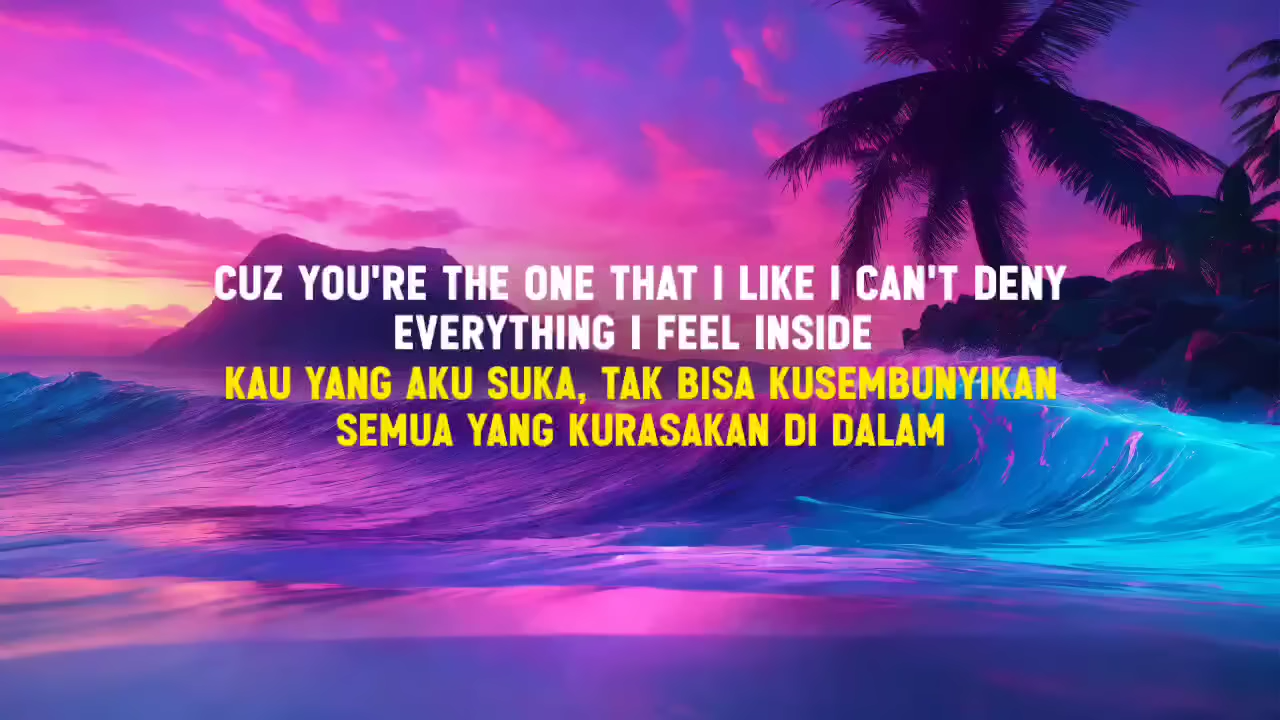 CUZ YOU'RE THE ONE THAT I LIKE I CAN'T DENY
EVERYTHING I FEEL INSIDE
KAU YANG AKU SUKA, TAK BISA KUSEMBUNYIKAN
SEMUA YANG KURASAKAN DI DALAM